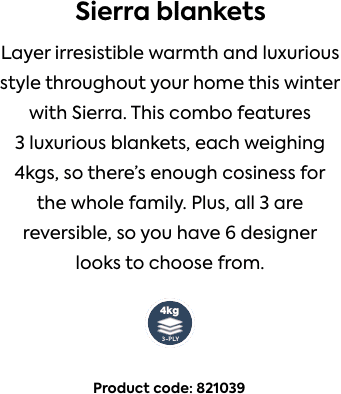 Sierra blankets
Layer irresistible warmth and luxurious
style throughout your home this winter
with Sierra. This combo features
3 luxurious blankets, each weighing
4kgs, so there’s enough cosiness for
the whole family. Plus, all 3 are
reversible, so you have 6 designer
looks to choose from.
4kg
3-PLY
Product code: 821039